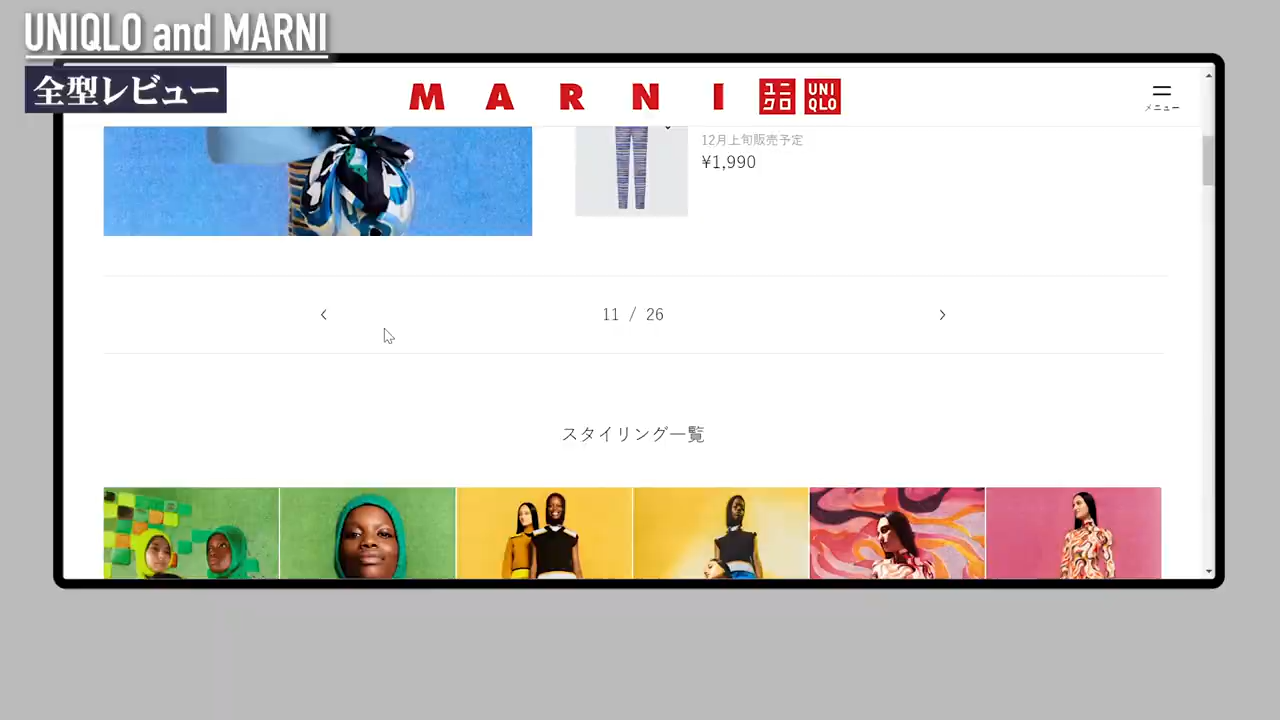 UNIQLO and MARNI
全型レビュー
MARNI
ユニクロ
UNIQLO
メニュー
12月上旬販売予定
¥1,990
11 / 26
スタイリング一覧